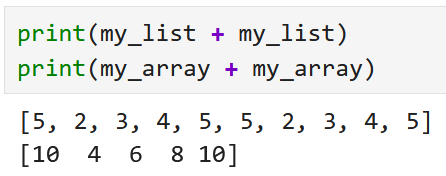 print(my_list + my_list)
print(my_array + my_array)
[5, 2, 3, 4, 5, 5, 2, 3, 4, 5]
[10  4  6  8 10]